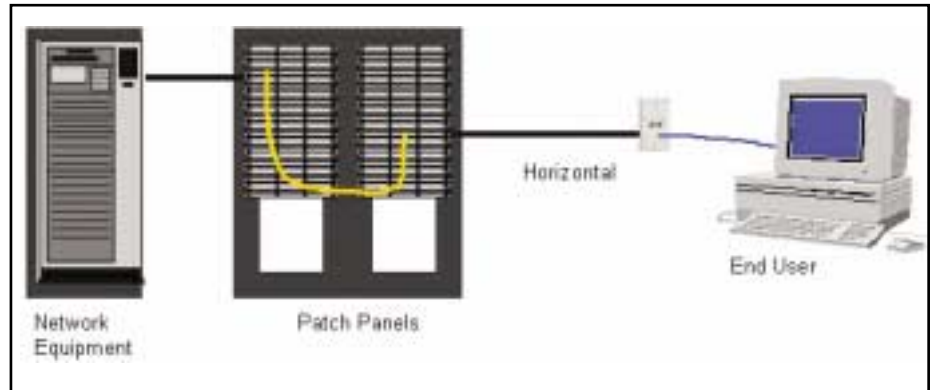 Network
Equipment
Patch Panels
Horizontal
End User